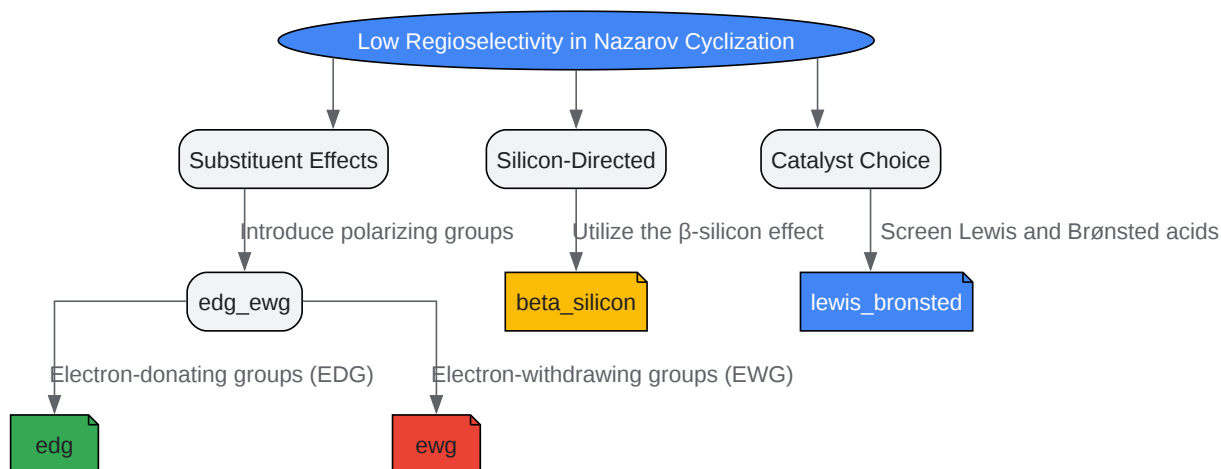 Low Regioselectivity in Nazarov Cyclization
Substituent Effects
Silicon-Directed
Catalyst Choice
Introduce polarizing groups
Utilize the β-silicon effect
Screen Lewis and Brønsted acids
edg_ewg
beta_silicon
lewis_bronsted
Electron-donating groups (EDG)
Electron-withdrawing groups (EWG)
edg
ewg